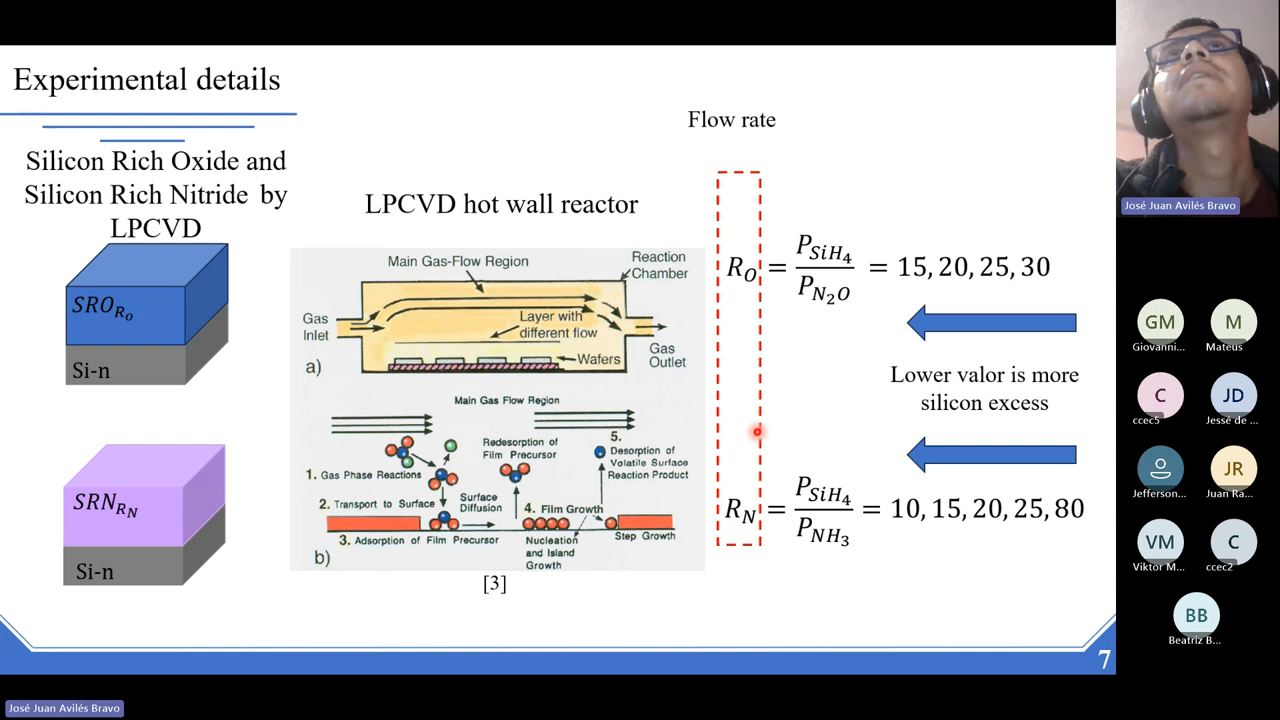 Experimental details
Silicon Rich Oxide and
Silicon Rich Nitride by
LPCVD
SRO_{R_o}
Si-n
SRN_{R_N}
Si-n
LPCVD hot wall reactor
Main Gas-Flow Region
Reaction
Chamber
Gas
Inlet
Layer with
different flow
Wafers
Gas
Outlet
a)
Main Gas Flow Region
1. Gas Phase Reactions
Redesorption of
Film Precursor
5.
Desorption of
Volatile Surface
Reaction Product
2. Transport to Surface
Surface
Diffusion
4. Film Growth
3. Adsorption of Film Precursor
Nucleation
and Island
Growth
Step Growth
b)
[3]
Flow rate
R_O = P_{SiH_4} / P_{N_2O} = 15, 20, 25, 30
Lower valor is more
silicon excess
R_N = P_{SiH_4} / P_{NH_3} = 10, 15, 20, 25, 80
7
José Juan Avilés Bravo
GM
Giovanni...
M
Mateus
C
ccec5
JD
Jessé de ...
Jefferson...
JR
Juan Ra...
VM
Viktor M...
C
ccec2
BB
Beatriz B...
José Juan Avilés Bravo